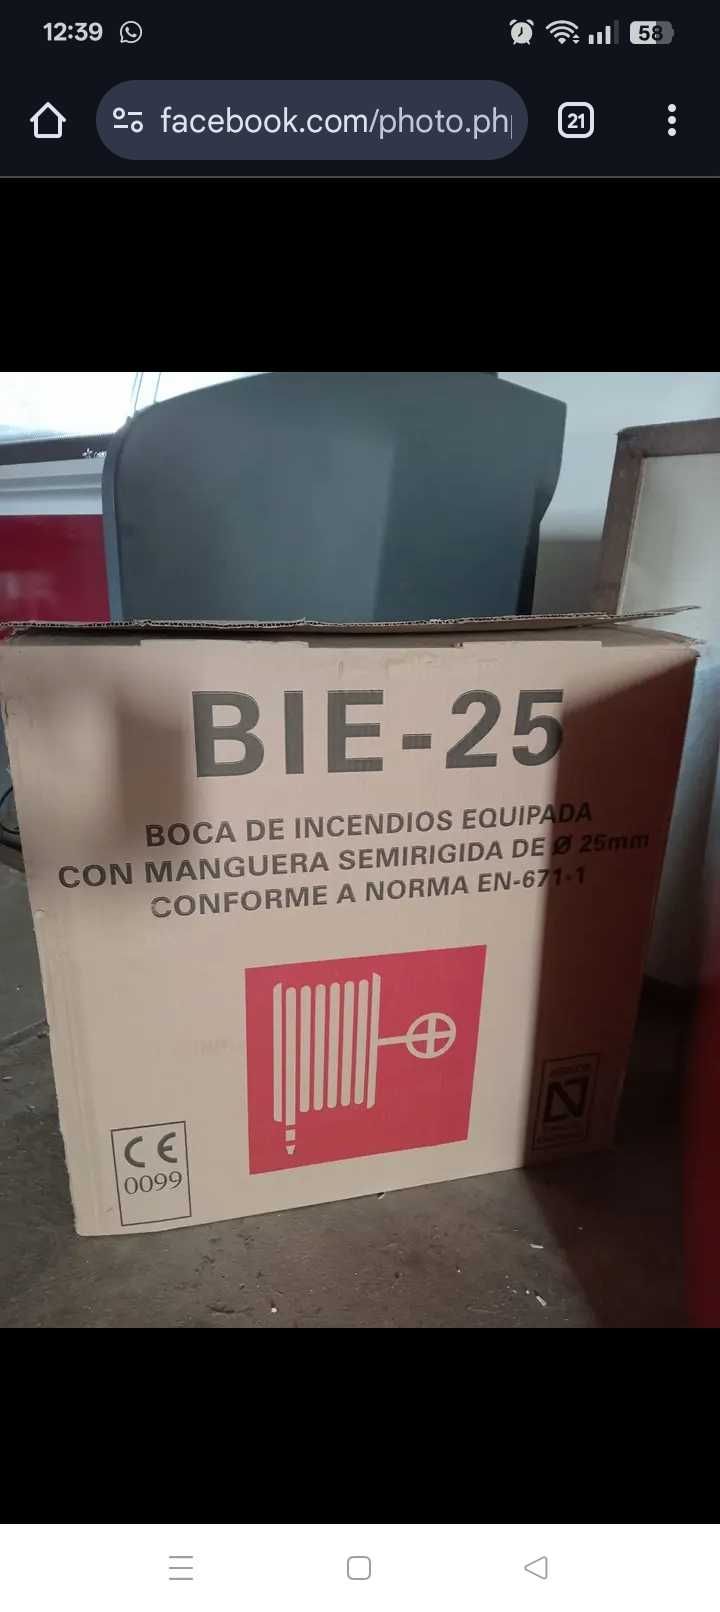 12:39
58
facebook.com/photo.ph
21
BIE-25
BOCA DE INCENDIOS EQUIPADA
CON MANGUERA SEMIRIGIDA DE Ø 25mm
CONFORME A NORMA EN-671-1
CE
0099
N